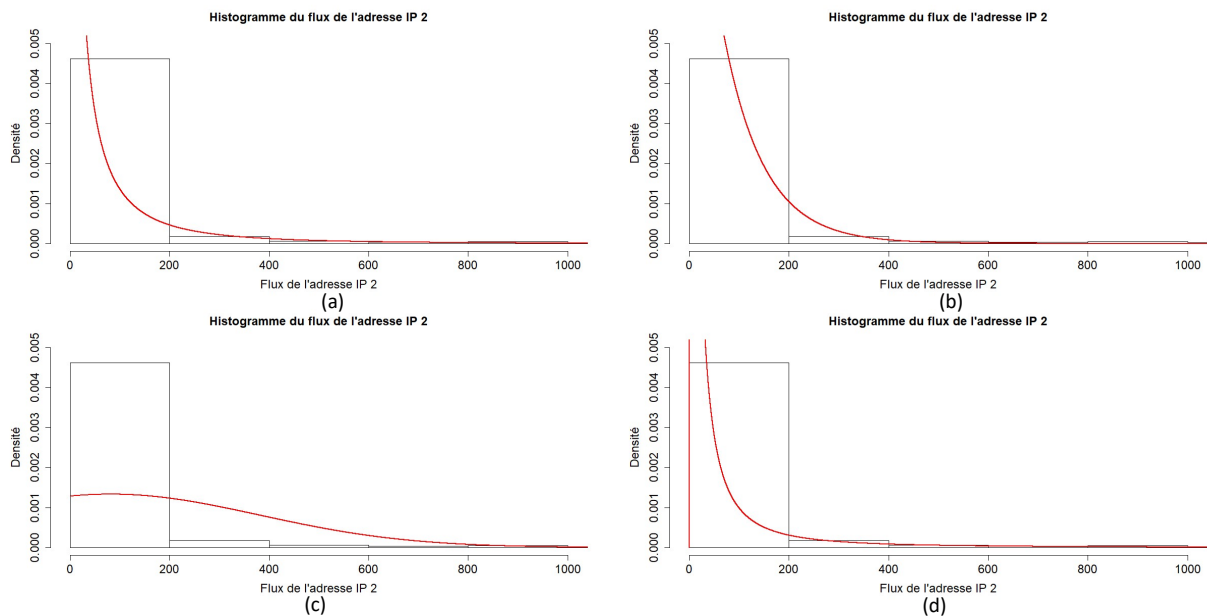 Histogramme du flux de l'adresse IP 2
Densité
0.000 0.001 0.002 0.003 0.004 0.005
0 200 400 600 800 1000
Flux de l'adresse IP 2
(a)
Histogramme du flux de l'adresse IP 2
Densité
0.000 0.001 0.002 0.003 0.004 0.005
0 200 400 600 800 1000
Flux de l'adresse IP 2
(b)
Histogramme du flux de l'adresse IP 2
Densité
0.000 0.001 0.002 0.003 0.004 0.005
0 200 400 600 800 1000
Flux de l'adresse IP 2
(c)
Histogramme du flux de l'adresse IP 2
Densité
0.000 0.001 0.002 0.003 0.004 0.005
0 200 400 600 800 1000
Flux de l'adresse IP 2
(d)